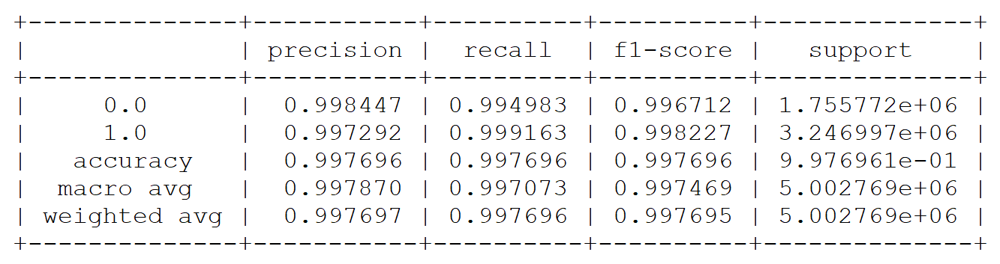 +--------------+-----------+----------+----------+--------------+
|              | precision |  recall  | f1-score |   support    |
+--------------+-----------+----------+----------+--------------+
|     0.0      |  0.998447 | 0.994983 | 0.996712 | 1.755772e+06 |
|     1.0      |  0.997292 | 0.999163 | 0.998227 | 3.246997e+06 |
|   accuracy   |  0.997696 | 0.997696 | 0.997696 | 9.976961e-01 |
|  macro avg   |  0.997870 | 0.997073 | 0.997469 | 5.002769e+06 |
| weighted avg |  0.997697 | 0.997696 | 0.997695 | 5.002769e+06 |
+--------------+-----------+----------+----------+--------------+